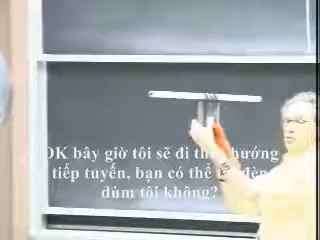 OK bây giờ tôi sẽ đi hướng
tiếp tuyến, bạn có thể đèn
dùm tôi không?